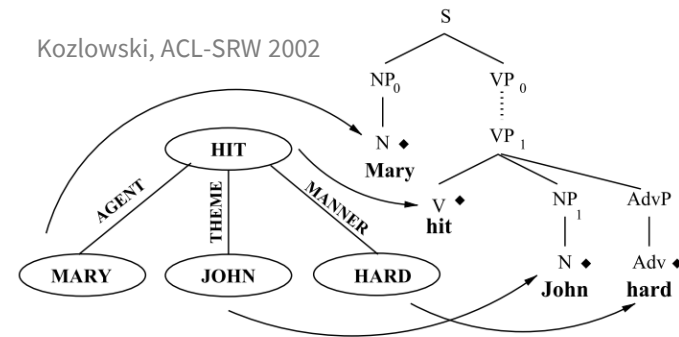 Kozlowski, ACL-SRW 2002
S
NP0 VP0
VP1
N ◆
Mary
V ◆
hit
NP1 AdvP
N ◆ Adv ◆
John hard
HIT
AGENT THEME MANNER
MARY JOHN HARD